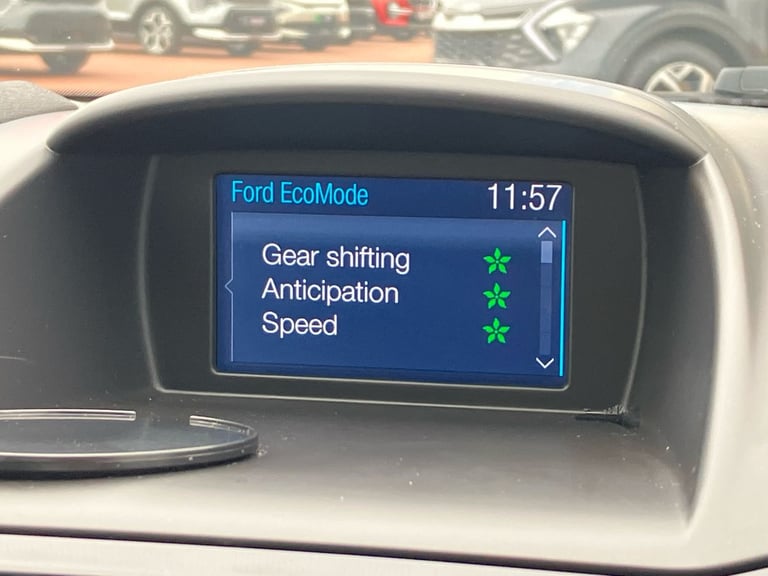 Ford EcoMode 11:57
Gear shifting
Anticipation
Speed